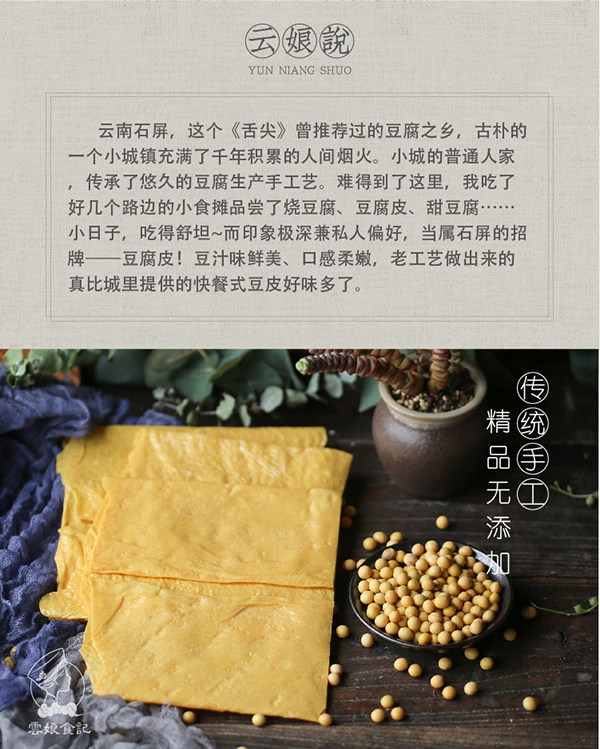 云娘說
YUN NIANG SHUO
云南石屏，这个《舌尖》曾推荐过的豆腐之乡，古朴的
一个小城镇充满了千年积累的人间烟火。小城的普通人家
，传承了悠久的豆腐生产手工艺。难得到了这里，我吃了
好几个路边的小食摊品尝了烧豆腐、豆腐皮、甜豆腐……
小日子，吃得舒坦~而印象极深兼私人偏好，当属石屏的招
牌——豆腐皮！豆汁味鲜美、口感柔嫩，老工艺做出来的
真比城里提供的快餐式豆皮好味多了。
传统手工
精品无添加
雲娘食記